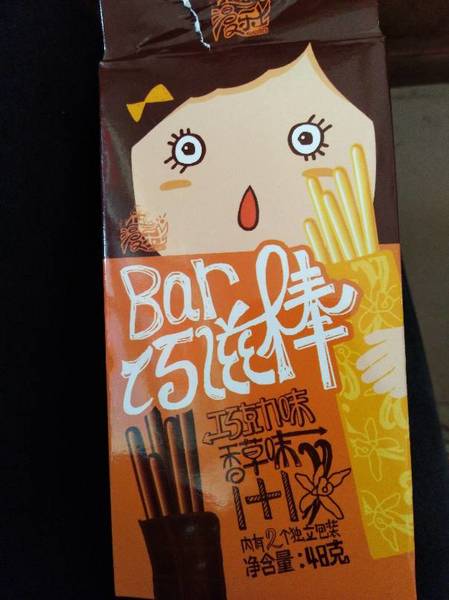 Bar
巧滋棒
巧克力味
香草味
1+1
内有2个独立包装
净含量:48克